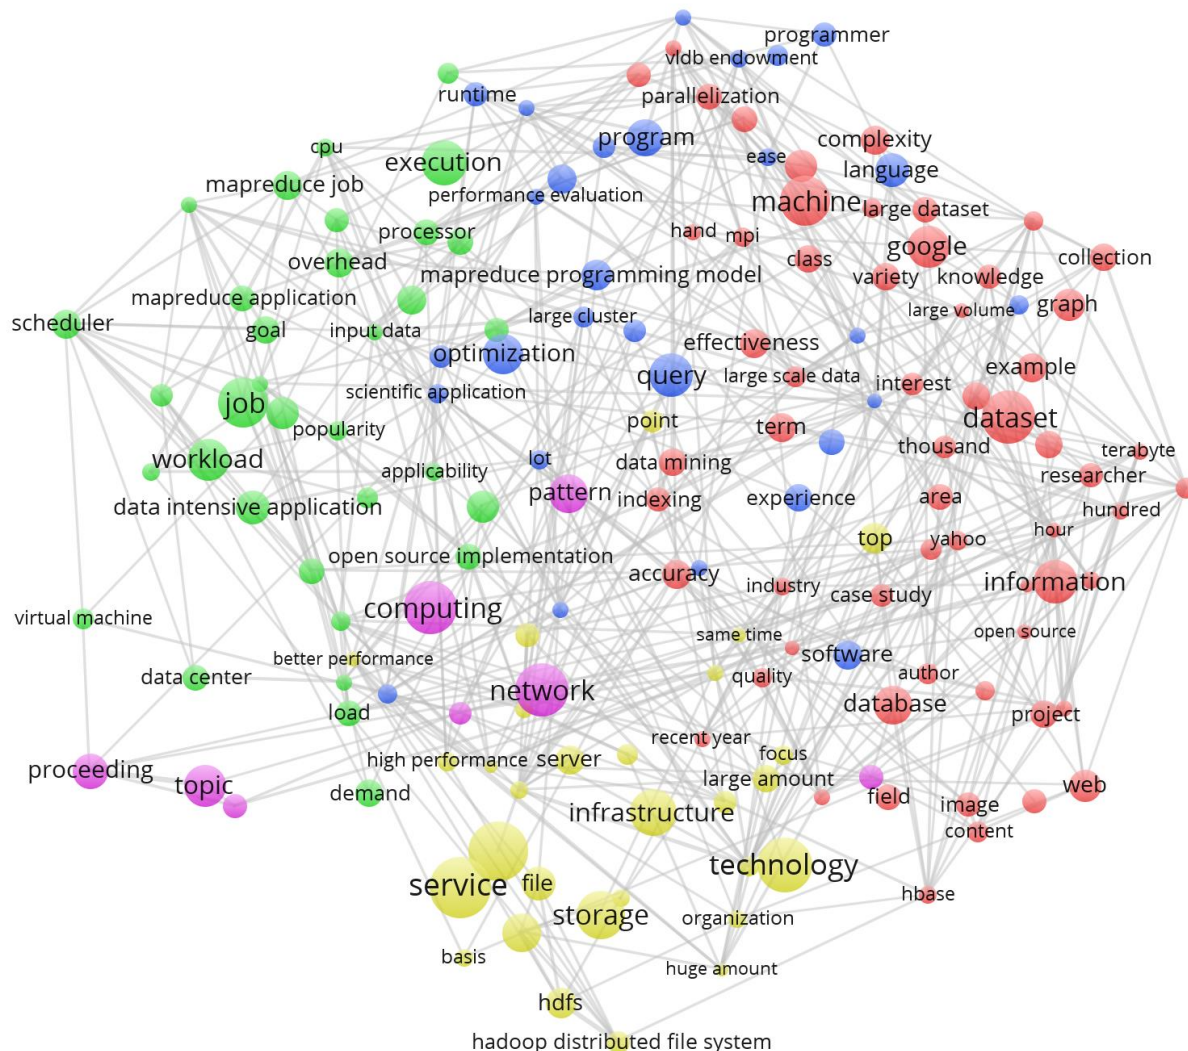 programmer
vldb endowment
runtime
parallelization
program
complexity
cpu
execution
ease
language
mapreduce job
performance evaluation
machine
large dataset
processor
hand
mpi
google
overhead
class
collection
mapreduce programming model
variety
knowledge
mapreduce application
large volume
graph
scheduler
goal
input data
large cluster
effectiveness
optimization
example
query
large scale data
interest
scientific application
job
dataset
popularity
point
term
thousand
terabyte
workload
lot
data mining
applicability
researcher
pattern
indexing
experience
area
data intensive application
hundred
hour
top
yahoo
open source implementation
accuracy
industry
information
case study
computing
virtual machine
same time
open source
better performance
software
data center
quality
author
network
database
load
project
recent year
high performance
server
focus
proceeding
topic
large amount
web
demand
field
image
infrastructure
content
technology
service
file
hbase
storage
organization
basis
huge amount
hdfs
hadoop distributed file system